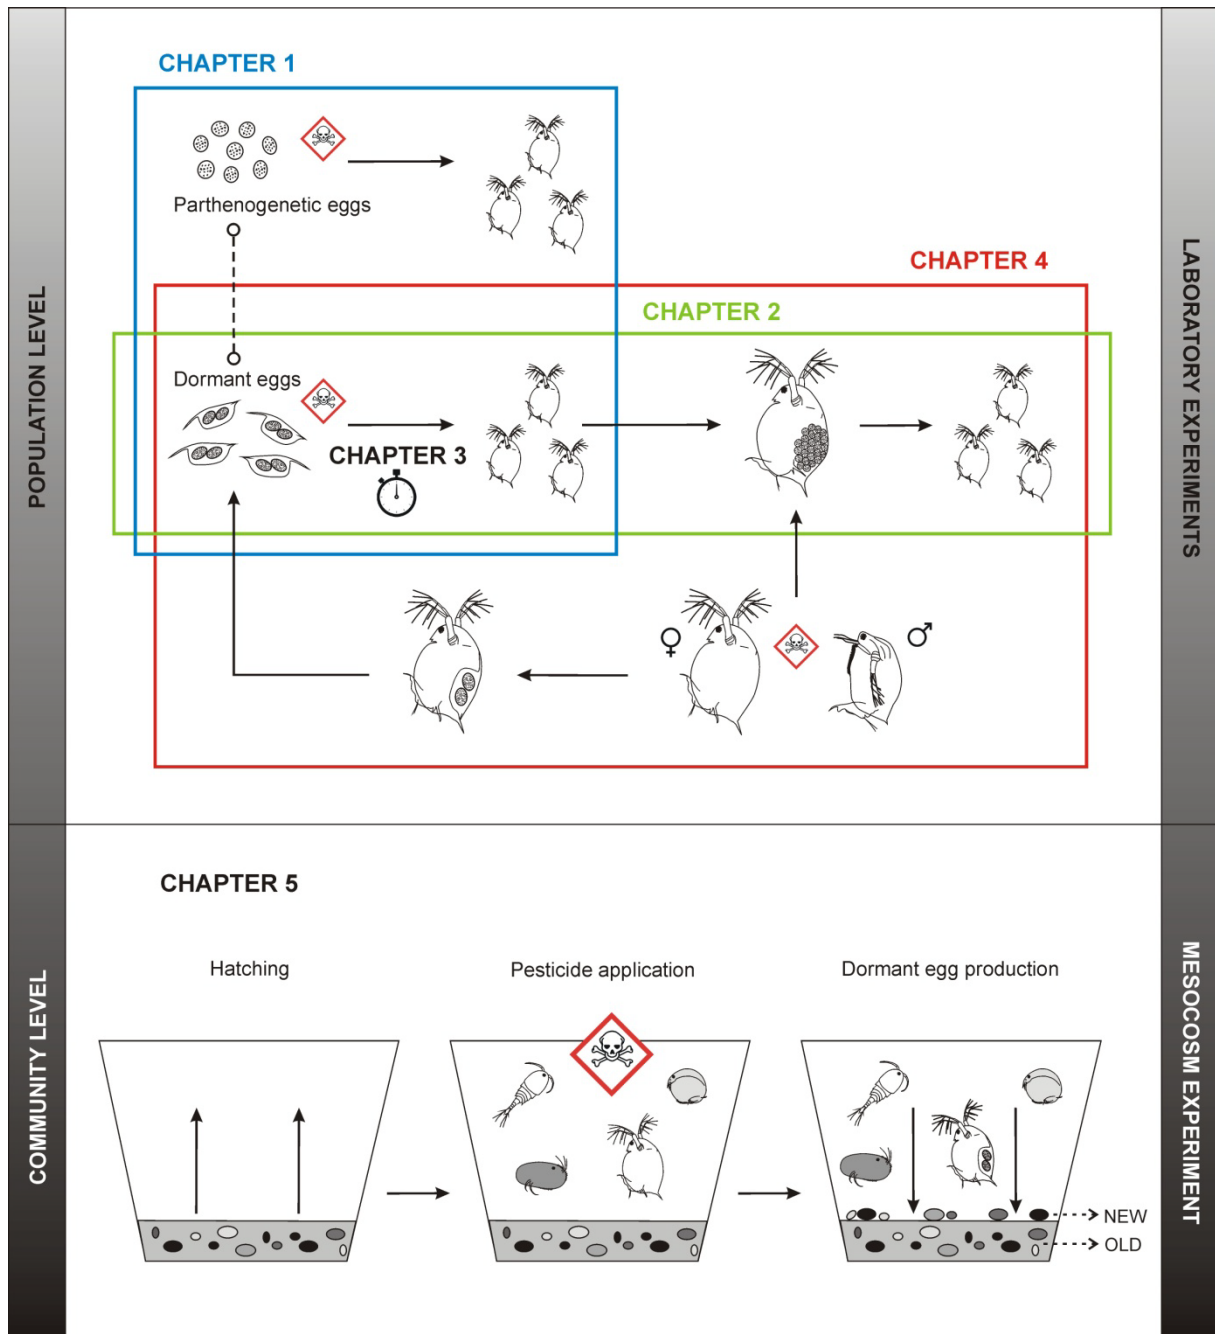 CHAPTER 1
Parthenogenetic eggs
CHAPTER 4
CHAPTER 2
Dormant eggs
CHAPTER 3
♀
♂
POPULATION LEVEL
LABORATORY EXPERIMENTS
CHAPTER 5
Hatching
Pesticide application
Dormant egg production
NEW
OLD
COMMUNITY LEVEL
MESOCOSM EXPERIMENT